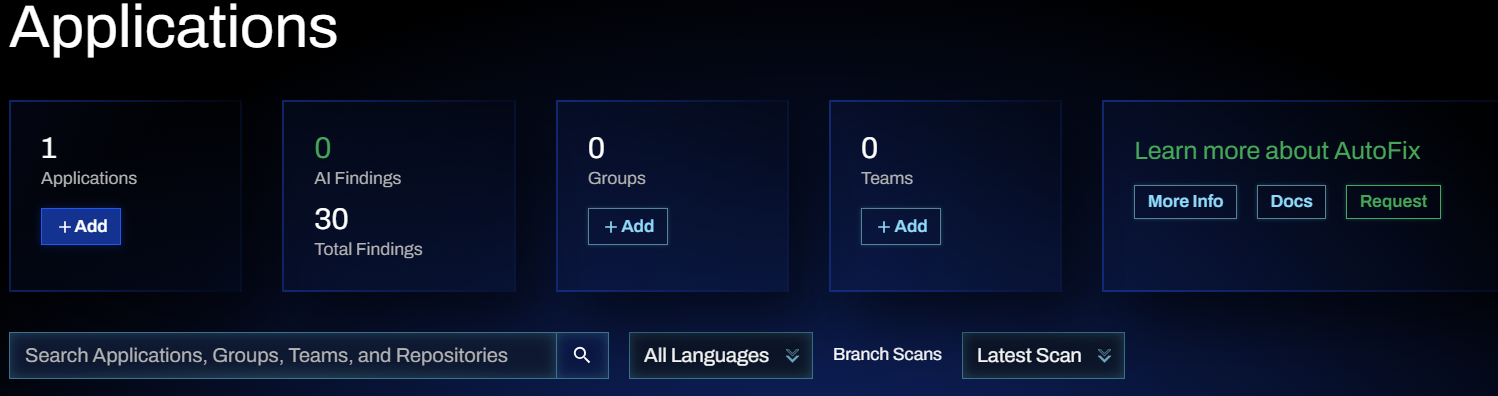 Applications
1
Applications
+ Add
0
AI Findings
30
Total Findings
0
Groups
+ Add
0
Teams
+ Add
Learn more about AutoFix
More Info Docs Request
Search Applications, Groups, Teams, and Repositories All Languages Branch Scans Latest Scan